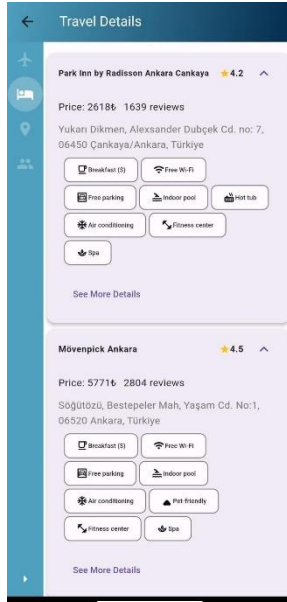 Travel Details
Park Inn by Radisson Ankara Cankaya 4.2
Price: 2618₺ 1639 reviews
Yukarı Dikmen, Alexsander Dubçek Cd. no: 7,
06450 Çankaya/Ankara, Türkiye
Breakfast ($) Free Wi-Fi
Free parking Indoor pool Hot tub
Air conditioning Fitness center
Spa
See More Details
Mövenpick Ankara 4.5
Price: 5771₺ 2804 reviews
Söğütözü, Bestepeler Mah, Yaşam Cd. No:1,
06520 Ankara, Türkiye
Breakfast ($) Free Wi-Fi
Free parking Indoor pool
Air conditioning Pet-friendly
Fitness center Spa
See More Details